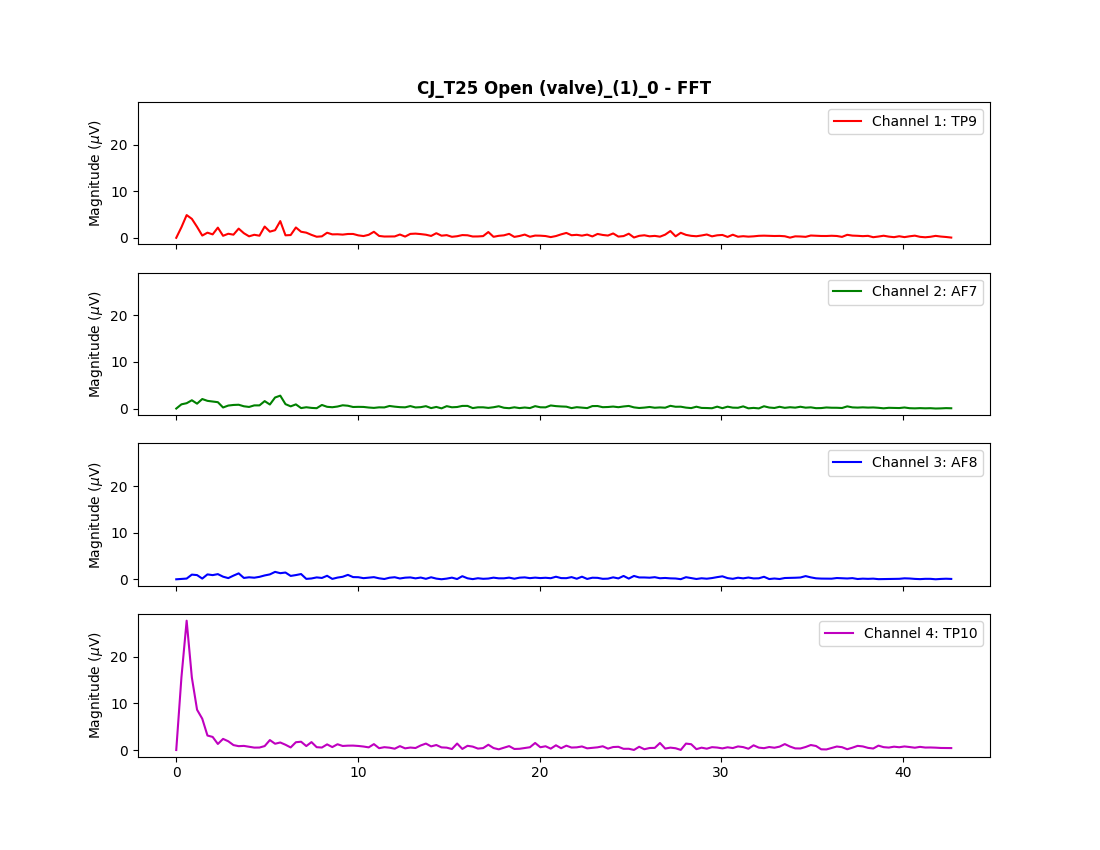 CJ_T25 Open (valve)_(1)_0 - FFT
Magnitude (μV)
20
10
0
Channel 1: TP9
Magnitude (μV)
20
10
0
Channel 2: AF7
Magnitude (μV)
20
10
0
Channel 3: AF8
Magnitude (μV)
20
10
0
Channel 4: TP10
0 10 20 30 40